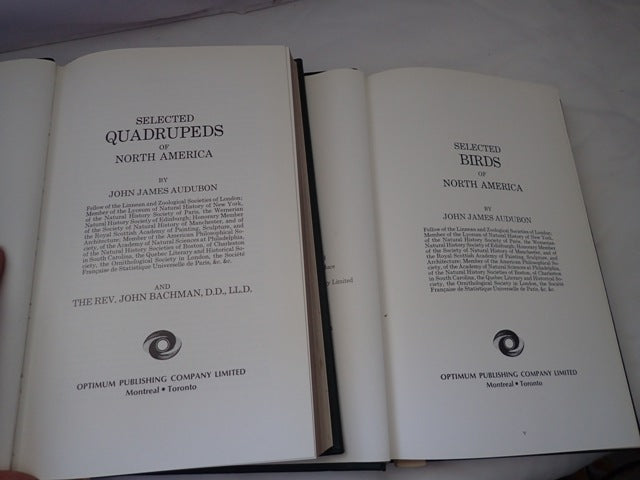 SELECTED
QUADRUPEDS
OF
NORTH AMERICA
BY
JOHN JAMES AUDUBON
Fellow of the Linnean and Zoological Societies of London;
Member of the Lyceum of Natural History of New York,
of the Natural History Society of Paris, the Wernerian
Natural History Society of Edinburgh; Honorary Member
of the Society of Natural History of Manchester, and of
the Royal Scottish Academy of Painting, Sculpture, and
Architecture; Member of the American Philosophical So-
ciety, of the Academy of Natural Sciences at Philadelphia,
of the Natural History Societies of Boston, of Charleston
in South Carolina, the Quebec Literary and Historical So-
ciety, the Ornithological Society in London, the Société
Française de Statistique Universelle de Paris, &c. &c.
AND
THE REV. JOHN BACHMAN, D.D., LL.D.
OPTIMUM PUBLISHING COMPANY LIMITED
Montreal • Toronto
Limited
SELECTED
BIRDS
OF
NORTH AMERICA
BY
JOHN JAMES AUDUBON
Fellow of the Linnean and Zoological Societies of London;
Member of the Lyceum of Natural History of New York,
of the Natural History Society of Paris, the Wernerian
Natural History Society of Edinburgh; Honorary Member
of the Society of Natural History of Manchester, and of
the Royal Scottish Academy of Painting, Sculpture, and
Architecture; Member of the American Philosophical So-
ciety, of the Academy of Natural Sciences at Philadelphia,
of the Natural History Societies of Boston, of Charleston
in South Carolina, the Quebec Literary and Historical So-
ciety, the Ornithological Society in London, the Société
Française de Statistique Universelle de Paris, &c. &c.
OPTIMUM PUBLISHING COMPANY LIMITED
Montreal • Toronto
v